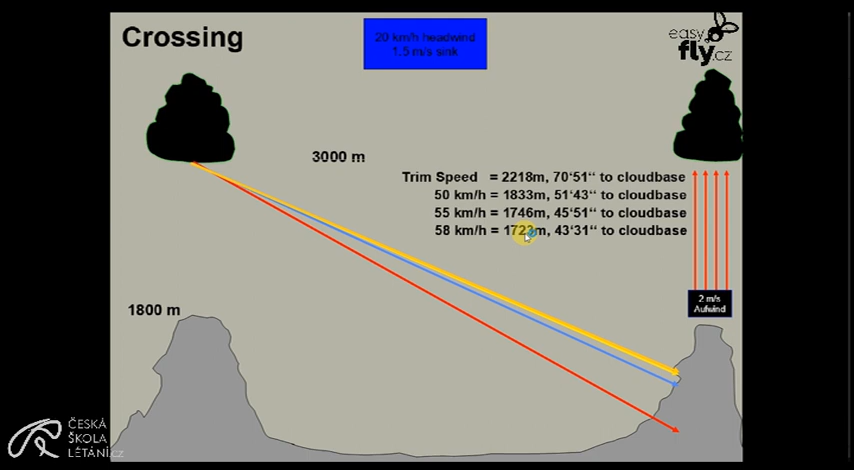 Crossing
20 km/h headwind
1.5 m/s sink
easy
fly.cz
3000 m
Trim Speed = 2218m, 70‘51“ to cloudbase
50 km/h = 1833m, 51‘43“ to cloudbase
55 km/h = 1746m, 45‘51“ to cloudbase
58 km/h = 1723m, 43‘31“ to cloudbase
2 m/s
Aufwind
1800 m
ČESKÁ
ŠKOLA
LÉTÁNÍ.cz